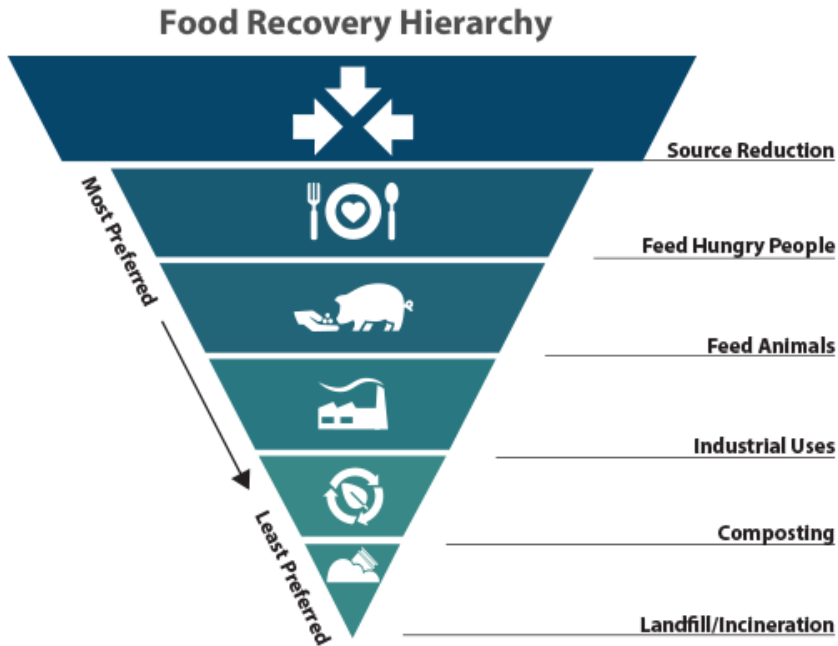 Food Recovery Hierarchy
Source Reduction
Most Preferred
Feed Hungry People
Feed Animals
Industrial Uses
Composting
Least Preferred
Landfill/Incineration